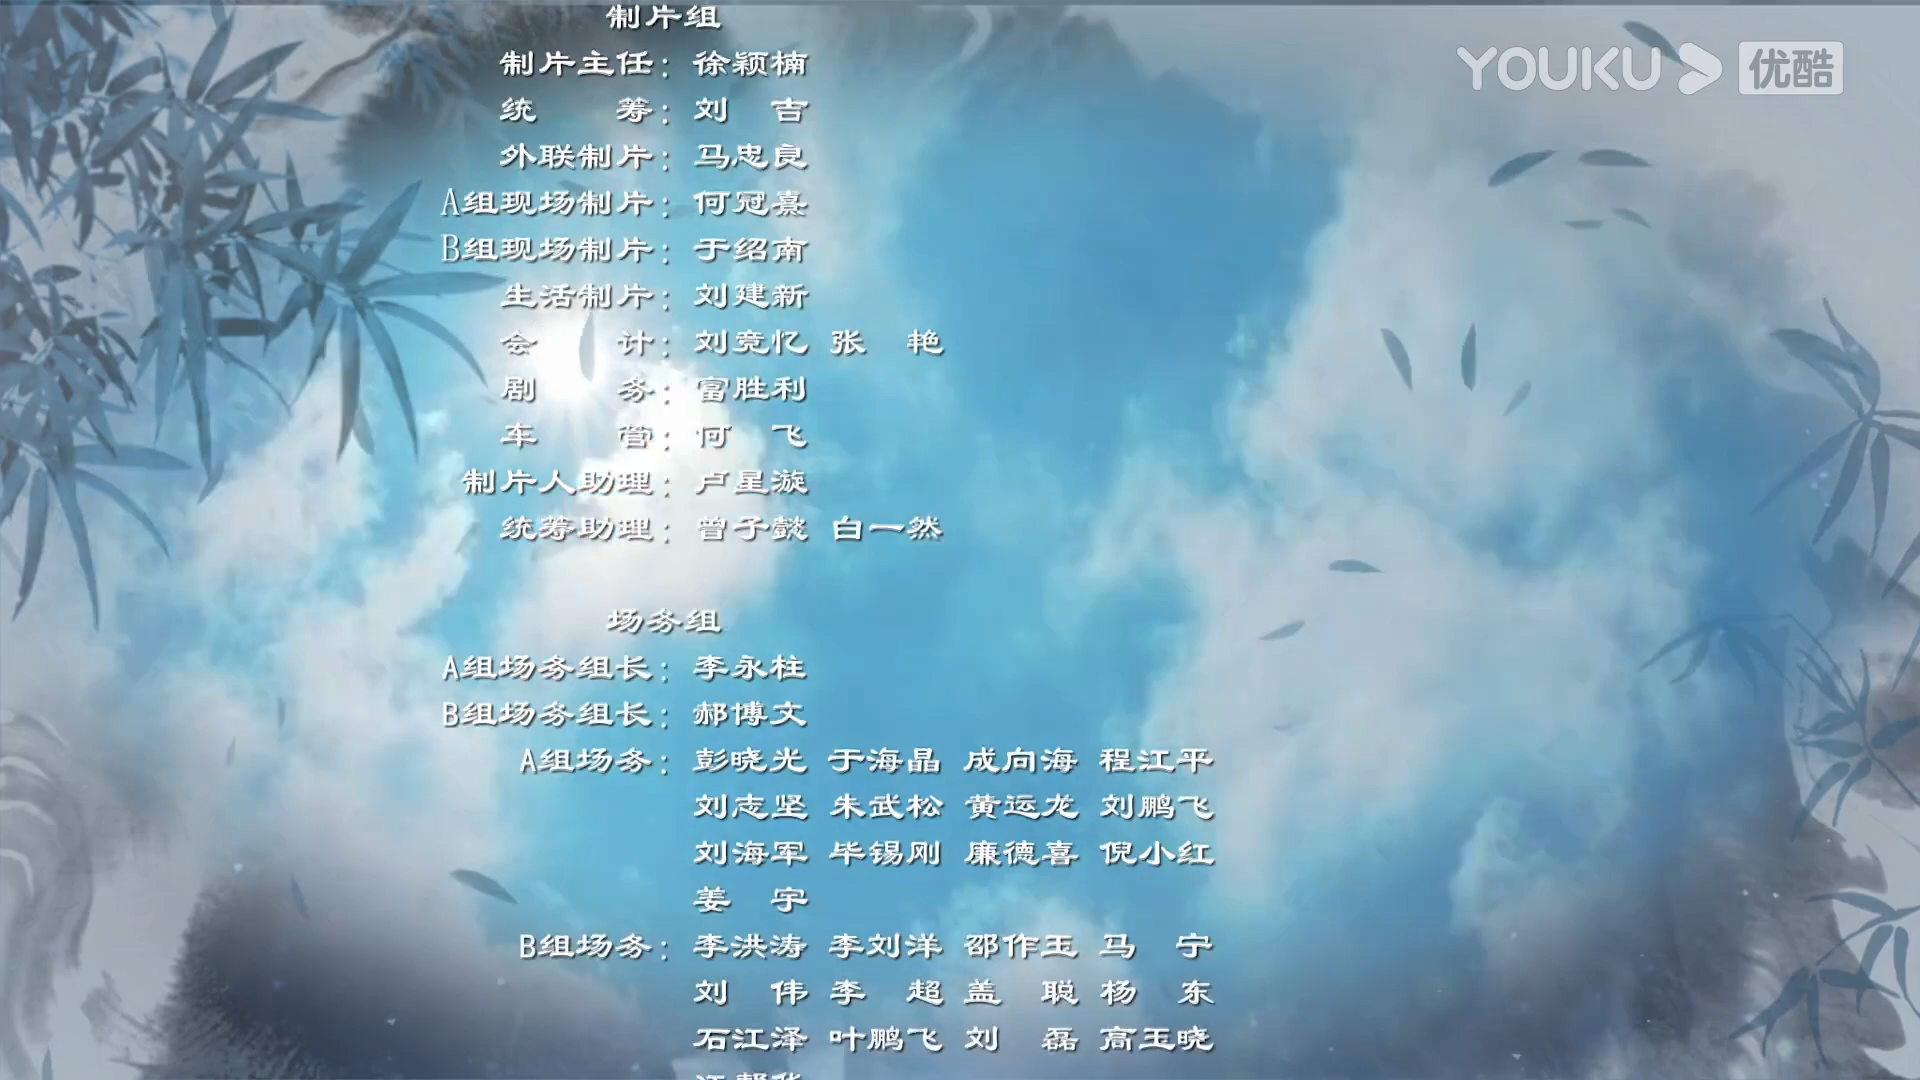 制片组
YOUKU 优酷
制片主任：徐颖楠
统　　筹：刘　吉
外联制片：马忠良
A组现场制片：何冠熹
B组现场制片：于绍南
生活制片：刘建新
会　　计：刘竞忆 张　艳
剧　　务：富胜利
车　　管：何　飞
制片人助理：卢星漩
统筹助理：曾子懿 白一然
场务组
A组场务组长：李永柱
B组场务组长：郝博文
A组场务：彭晓光 于海晶 成向海 程江平
刘志坚 朱武松 黄运龙 刘鹏飞
刘海军 毕锡刚 廉德喜 倪小红
姜　宇
B组场务：李洪涛 李刘洋 邵作玉 马　宁
刘　伟 李　超 盖　聪 杨　东
石江泽 叶鹏飞 刘　磊 高玉晓